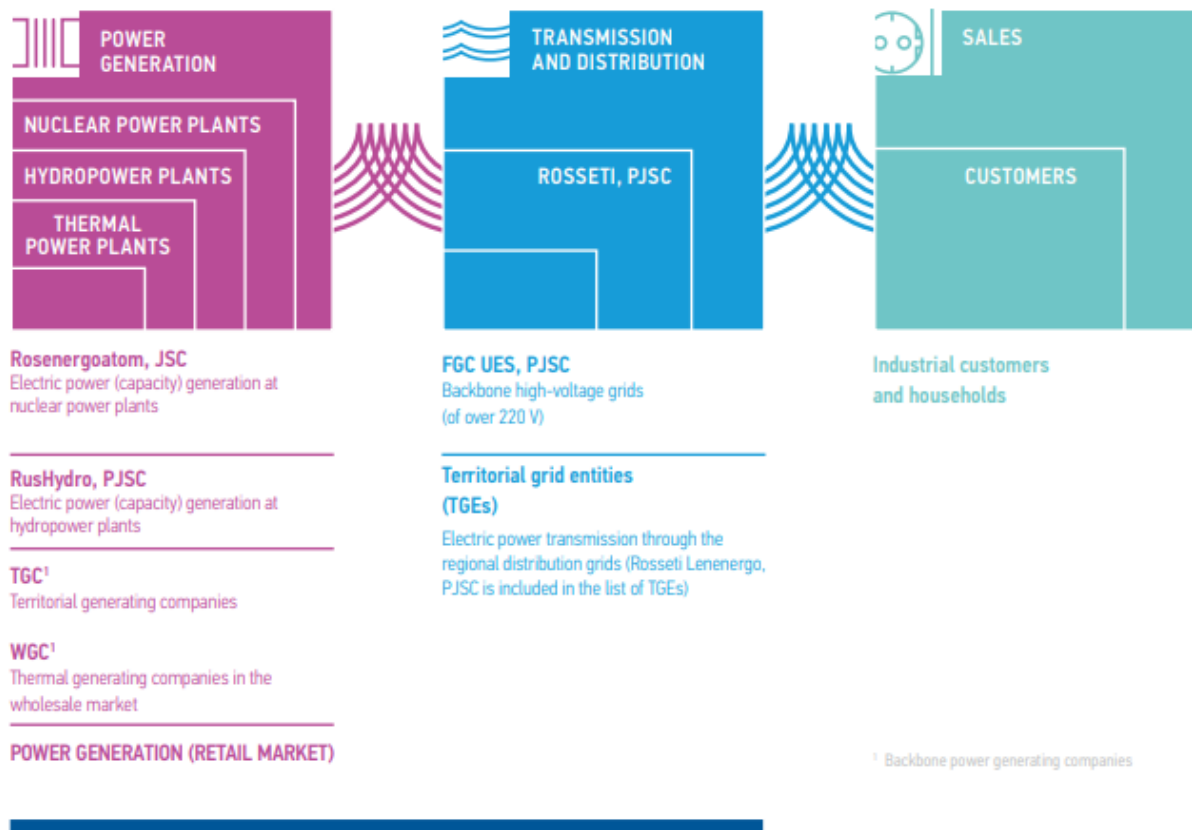 POWER
GENERATION
NUCLEAR POWER PLANTS
HYDROPOWER PLANTS
THERMAL
POWER PLANTS
Rosenergoatom, JSC
Electric power (capacity) generation at
nuclear power plants
RusHydro, PJSC
Electric power (capacity) generation at
hydropower plants
TGC¹
Territorial generating companies
WGC¹
Thermal generating companies in the
wholesale market
POWER GENERATION (RETAIL MARKET)
TRANSMISSION
AND DISTRIBUTION
ROSSETI, PJSC
FGC UES, PJSC
Backbone high-voltage grids
(of over 220 V)
Territorial grid entities
(TGEs)
Electric power transmission through the
regional distribution grids (Rosseti Lenenergo,
PJSC is included in the list of TGEs)
SALES
CUSTOMERS
Industrial customers
and households
¹ Backbone power generating companies